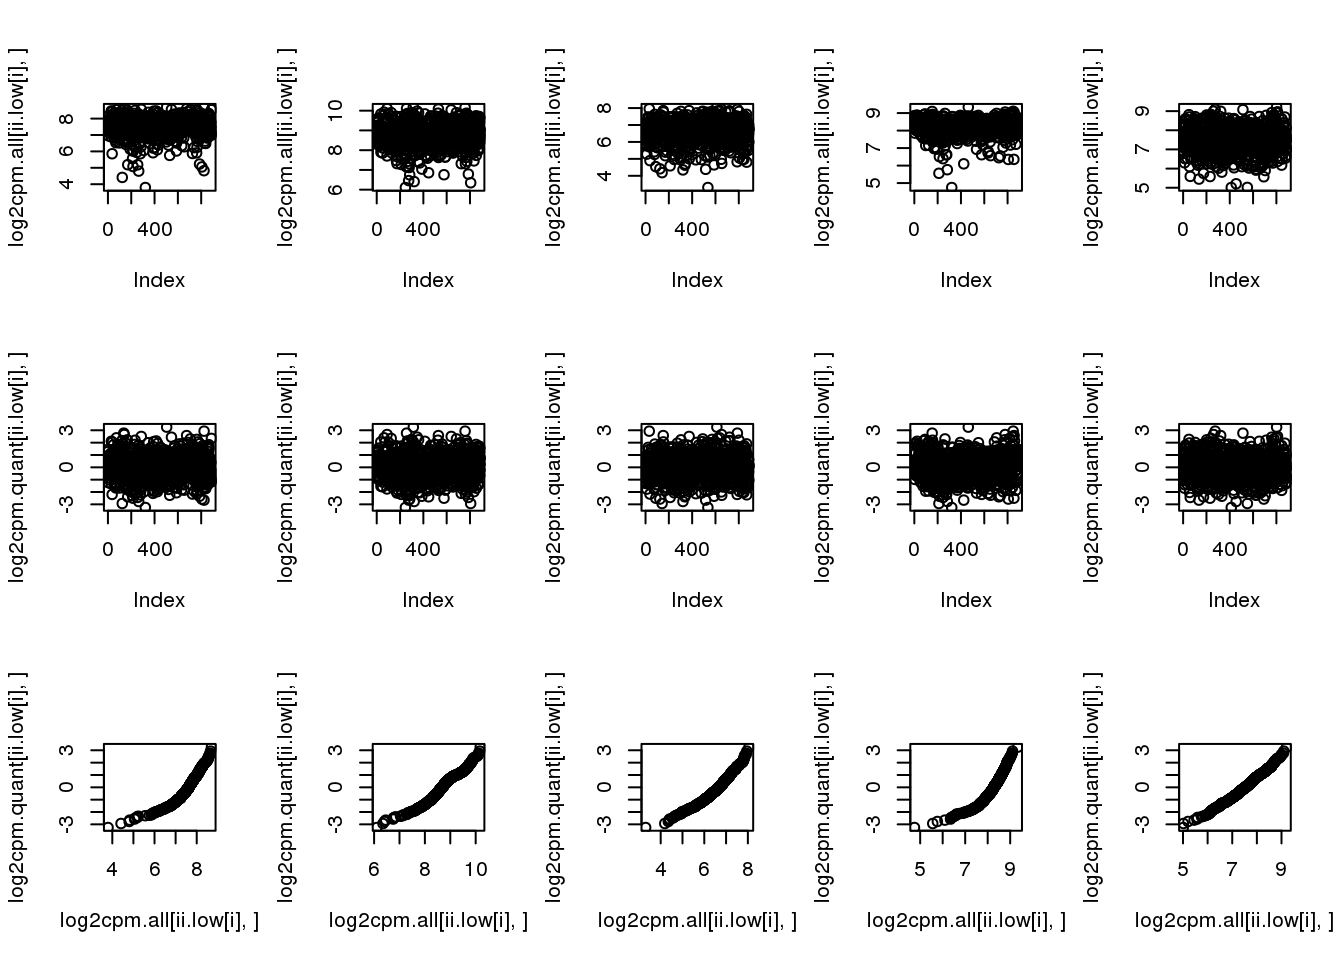 log2cpm.all[ii.low[i], ]
4 6 8
0 400
Index
log2cpm.all[ii.low[i], ]
6 8 10
0 400
Index
log2cpm.all[ii.low[i], ]
4 6 8
0 400
Index
log2cpm.all[ii.low[i], ]
5 7 9
0 400
Index
log2cpm.all[ii.low[i], ]
5 7 9
0 400
Index
log2cpm.quant[ii.low[i], ]
-3 0 3
0 400
Index
log2cpm.quant[ii.low[i], ]
-3 0 3
0 400
Index
log2cpm.quant[ii.low[i], ]
-3 0 3
0 400
Index
log2cpm.quant[ii.low[i], ]
-3 0 3
0 400
Index
log2cpm.quant[ii.low[i], ]
-3 0 3
0 400
Index
log2cpm.quant[ii.low[i], ]
-3 0 3
4 6 8
log2cpm.all[ii.low[i], ]
log2cpm.quant[ii.low[i], ]
-3 0 3
6 8 10
log2cpm.all[ii.low[i], ]
log2cpm.quant[ii.low[i], ]
-3 0 3
4 6 8
log2cpm.all[ii.low[i], ]
log2cpm.quant[ii.low[i], ]
-3 0 3
5 7 9
log2cpm.all[ii.low[i], ]
log2cpm.quant[ii.low[i], ]
-3 0 3
5 7 9
log2cpm.all[ii.low[i], ]